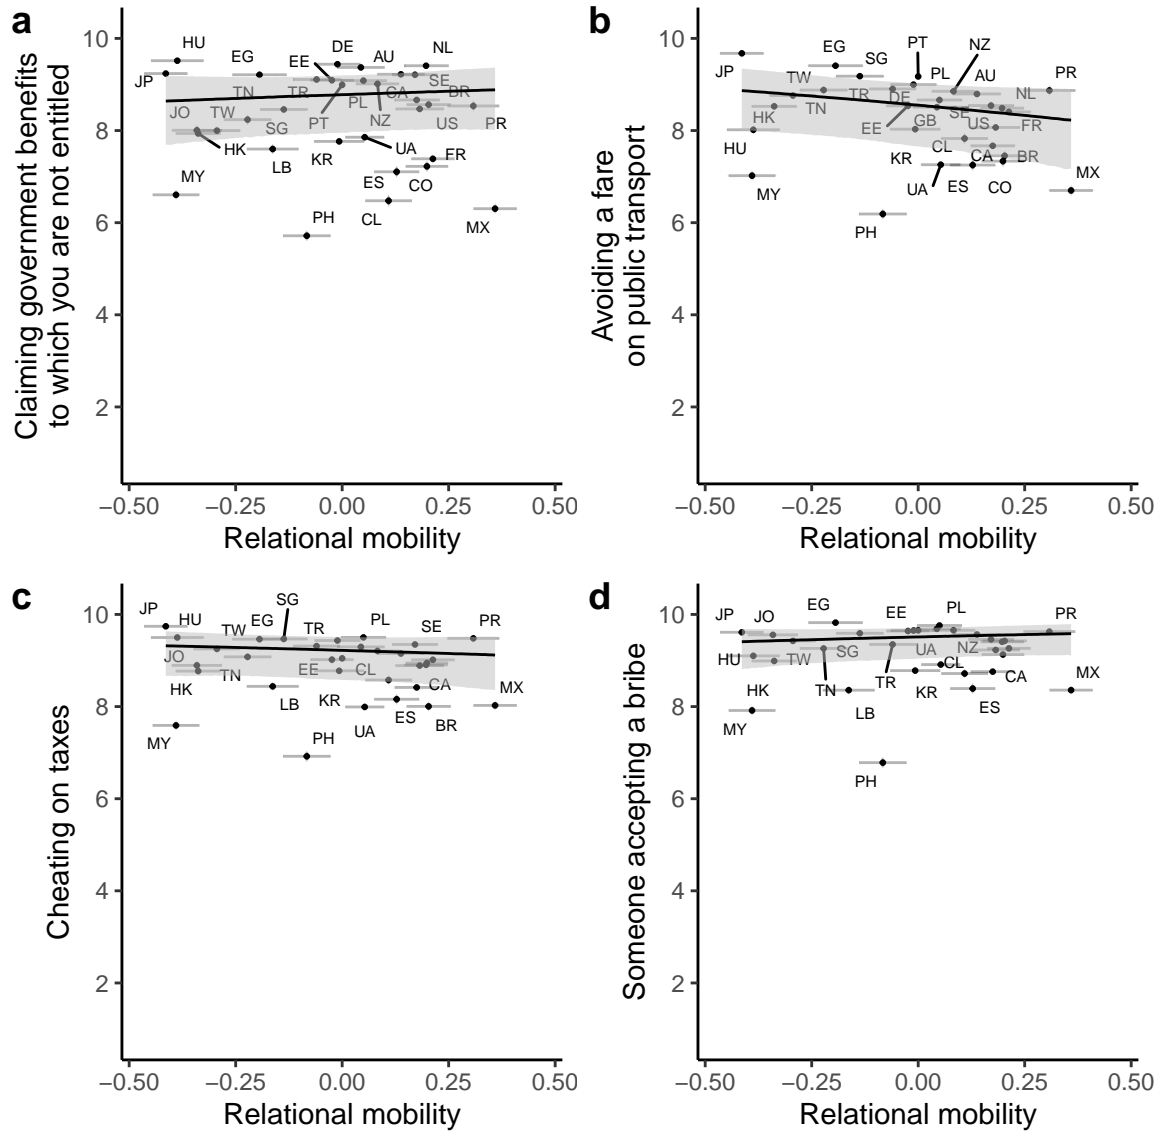 a
Claiming government benefits
to which you are not entitled
10
8
6
4
2
HU
JP
EG
EE
DE
AU
NL
TN
TR
PL
CA
SE
BR
JO
TW
SG
PT
NZ
US
PR
HK
LB
KR
UA
FR
MY
ES
CO
PH
CL
MX
−0.50
−0.25
0.00
0.25
0.50
Relational mobility
b
Avoiding a fare
on public transport
10
8
6
4
2
JP
EG
SG
PT
NZ
PL
AU
PR
TW
TR
DE
NL
HK
TN
EE
GB
SE
US
FR
HU
KR
CL
CA
BR
MY
UA
ES
CO
MX
PH
−0.50
−0.25
0.00
0.25
0.50
Relational mobility
c
Cheating on taxes
10
8
6
4
2
JP
HU
SG
TW
EG
TR
PL
SE
PR
JO
TN
EE
CL
CA
MX
HK
LB
KR
ES
BR
MY
PH
UA
−0.50
−0.25
0.00
0.25
0.50
Relational mobility
d
Someone accepting a bribe
10
8
6
4
2
JP
JO
EG
EE
PL
PR
HU
TW
SG
UA
NZ
HK
TN
TR
CL
CA
MX
LB
KR
ES
MY
PH
−0.50
−0.25
0.00
0.25
0.50
Relational mobility